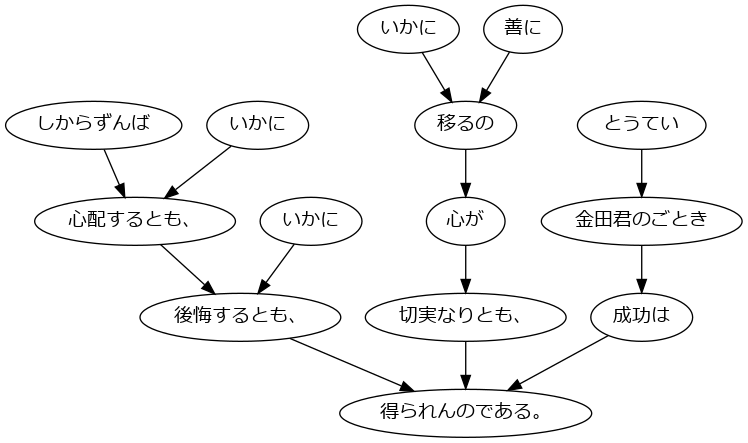 いかに
善に
しからずんば
いかに
移るの
とうてい
心配するとも、
いかに
心が
金田君のごとき
後悔するとも、
切実なりとも、
成功は
得られんのである。